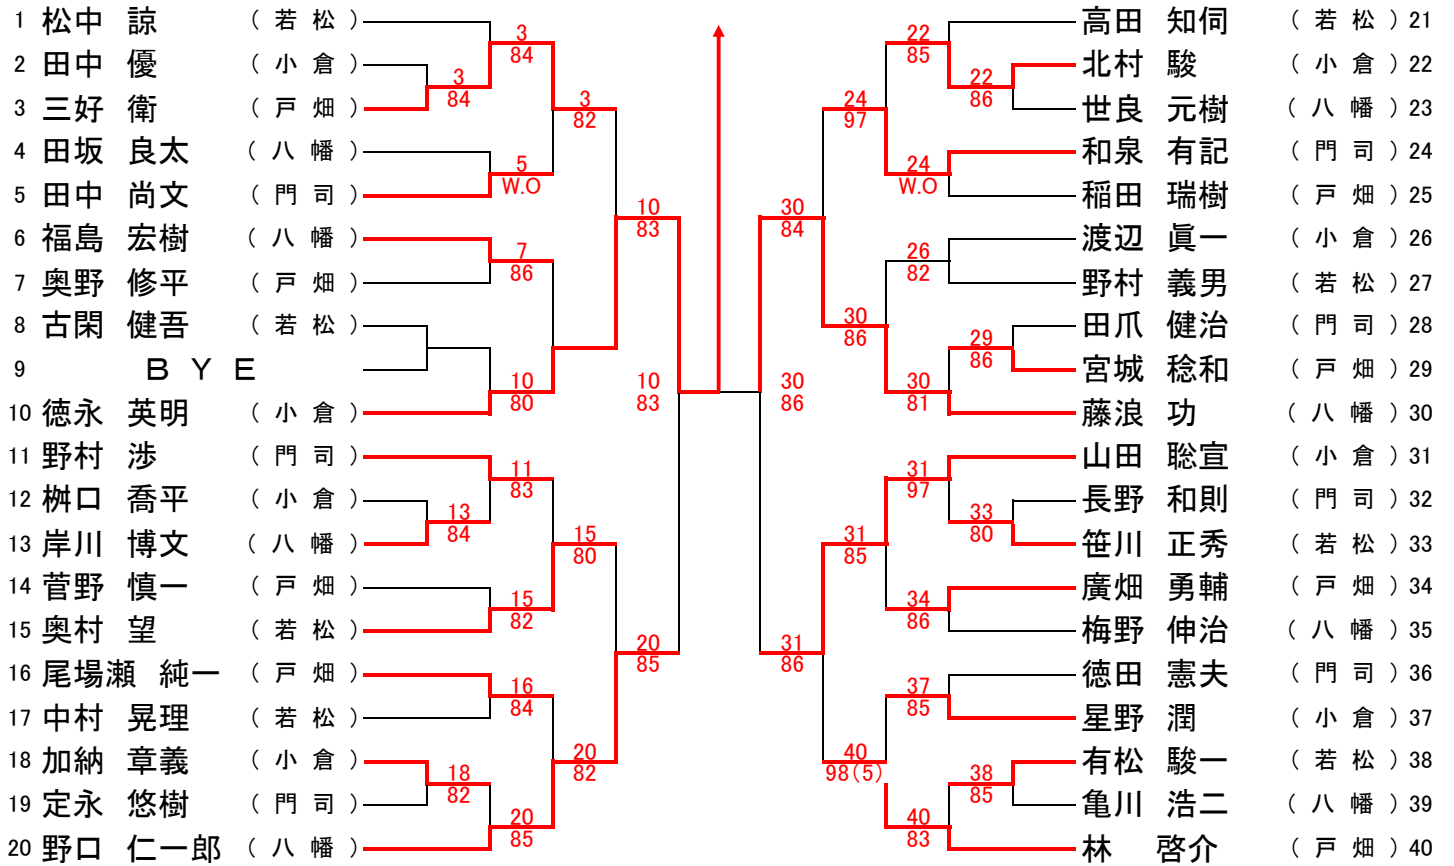 1 松中 諒 （ 若 松 ）
2 田中 優 （ 小 倉 ）
3 三好 衛 （ 戸 畑 ）
4 田坂 良太 （ 八 幡 ）
5 田中 尚文 （ 門 司 ）
6 福島 宏樹 （ 八 幡 ）
7 奥野 修平 （ 戸 畑 ）
8 古閑 健吾 （ 若 松 ）
9 ＢＹＥ
10 徳永 英明 （ 小 倉 ）
11 野村 渉 （ 門 司 ）
12 桝口 喬平 （ 小 倉 ）
13 岸川 博文 （ 八 幡 ）
14 菅野 慎一 （ 戸 畑 ）
15 奥村 望 （ 若 松 ）
16 尾場瀬 純一 （ 戸 畑 ）
17 中村 晃理 （ 若 松 ）
18 加納 章義 （ 小 倉 ）
19 定永 悠樹 （ 門 司 ）
20 野口 仁一郎 （ 八 幡 ）
3
84
13
84
18
82
3
84
5
W.O
7
86
10
80
11
83
15
82
16
84
20
85
3
82
15
80
20
82
10
83
20
85
10
83
30
86
30
84
31
86
24
97
30
86
31
85
40
98(5)
22
85
24
W.O
26
82
30
81
31
97
34
86
37
85
40
83
22
86
29
86
33
80
38
85
高田 知伺 （ 若 松 ） 21
北村 駿 （ 小 倉 ） 22
世良 元樹 （ 八 幡 ） 23
和泉 有記 （ 門 司 ） 24
稲田 瑞樹 （ 戸 畑 ） 25
渡辺 眞一 （ 小 倉 ） 26
野村 義男 （ 若 松 ） 27
田爪 健治 （ 門 司 ） 28
宮城 稔和 （ 戸 畑 ） 29
藤浪 功 （ 八 幡 ） 30
山田 聡宣 （ 小 倉 ） 31
長野 和則 （ 門 司 ） 32
笹川 正秀 （ 若 松 ） 33
廣畑 勇輔 （ 戸 畑 ） 34
梅野 伸治 （ 八 幡 ） 35
徳田 憲夫 （ 門 司 ） 36
星野 潤 （ 小 倉 ） 37
有松 駿一 （ 若 松 ） 38
亀川 浩二 （ 八 幡 ） 39
林 啓介 （ 戸 畑 ） 40